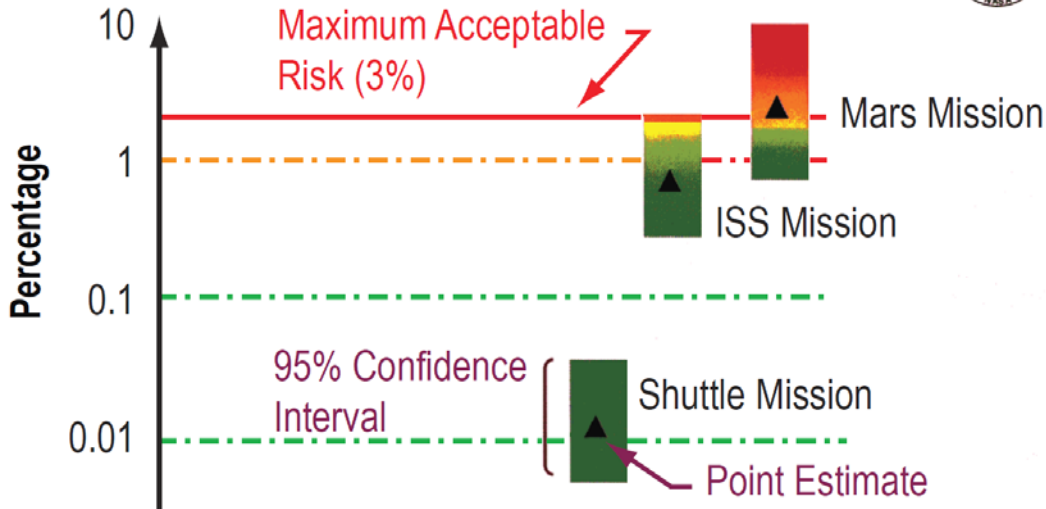 NASA
10
Maximum Acceptable
Risk (3%)
Mars Mission
1
ISS Mission
Percentage
0.1
95% Confidence
Interval
Shuttle Mission
0.01
Point Estimate